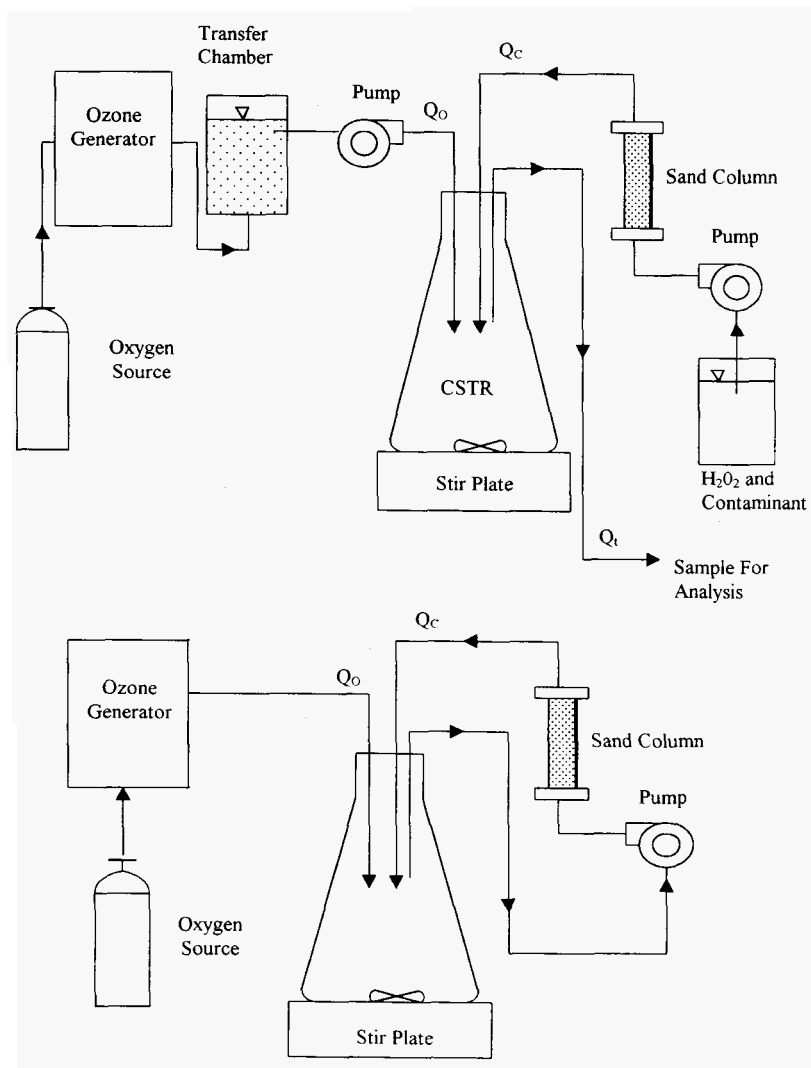 Transfer
Chamber
Ozone
Generator
Pump
QO
QC
Sand Column
Pump
Oxygen
Source
CSTR
Stir Plate
H₂O₂ and
Contaminant
Qt
Sample For
Analysis
QC
Ozone
Generator
QO
Sand Column
Pump
Oxygen
Source
Stir Plate